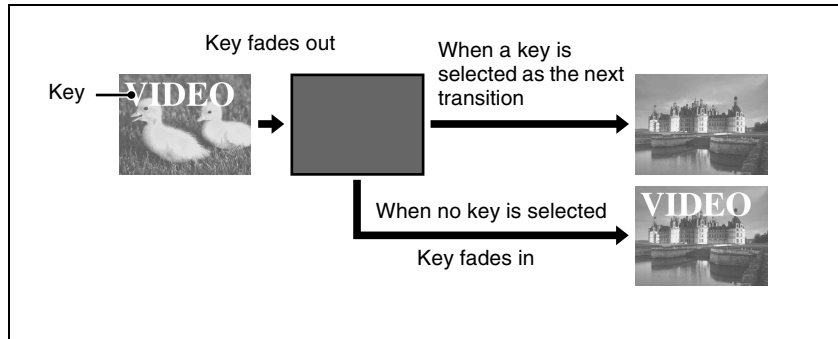 Key fades out
When a key is
selected as the next
transition
Key
VIDEO
When no key is selected
VIDEO
Key fades in